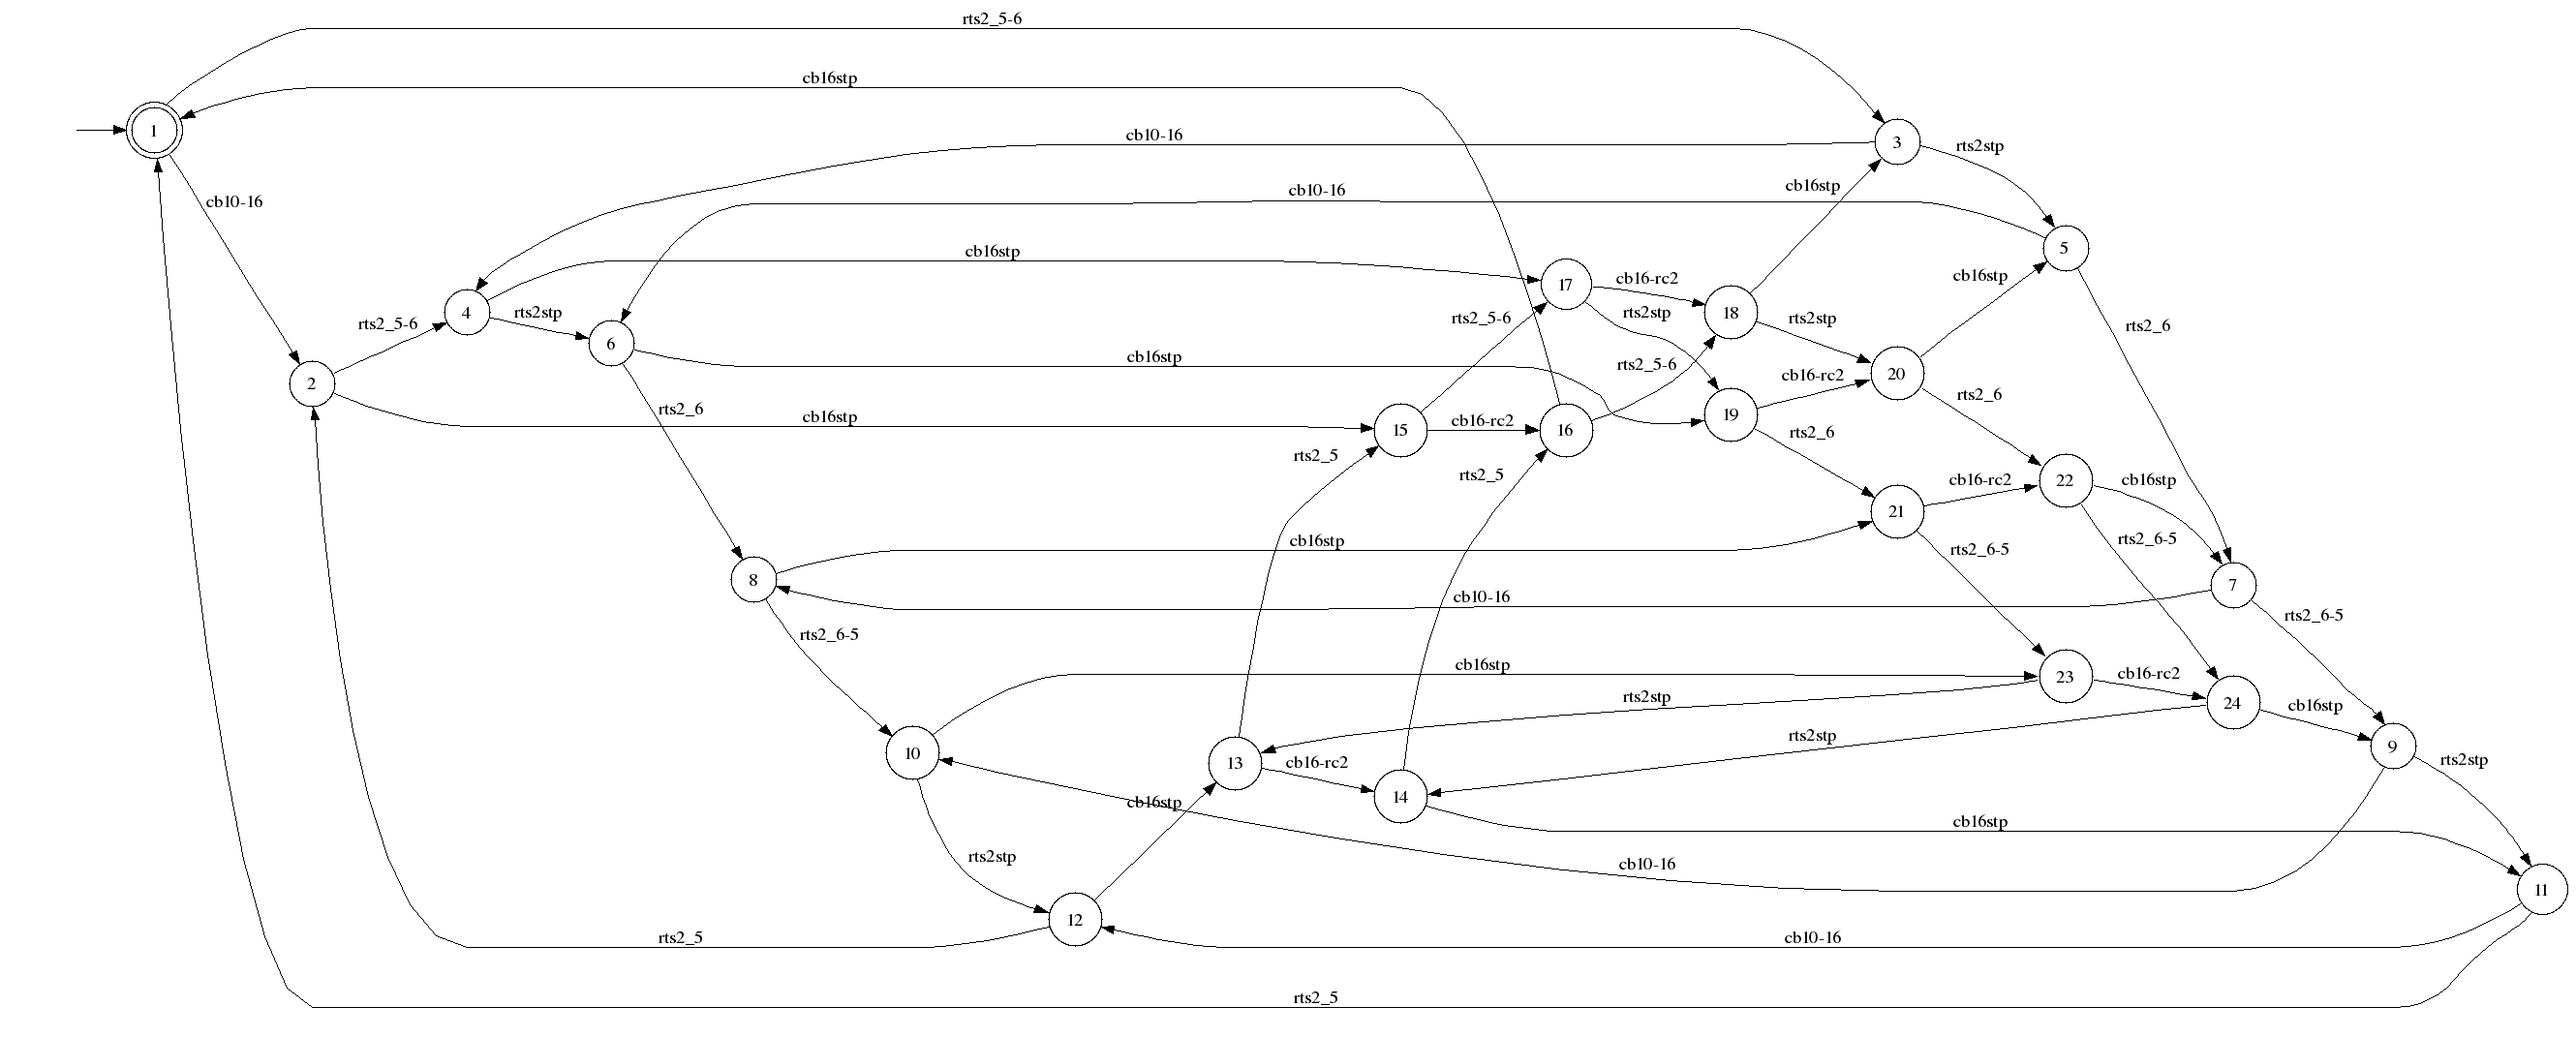 rts2_5-6
cb16stp
1
cb10-16
3
rts2stp
cb16stp
cb10-16
cb10-16
5
cb16stp
17
cb16-rc2
cb16stp
4
rts2stp
rts2_5-6
rts2_5-6
rts2stp
18
rts2stp
rts2_6
6
cb16stp
rts2_5-6
cb16-rc2
20
2
rts2_6
cb16stp
rts2_6
15
cb16-rc2
16
19
rts2_6
rts2_5
rts2_5
cb16-rc2
22
cb16stp
21
cb16stp
rts2_6-5
rts2_6-5
8
7
cb10-16
rts2_6-5
rts2_6-5
cb16stp
23
cb16-rc2
rts2stp
24
cb16stp
rts2stp
10
13
cb16-rc2
9
rts2stp
14
cb16stp
cb16stp
rts2stp
cb10-16
11
12
rts2_5
cb10-16
rts2_5